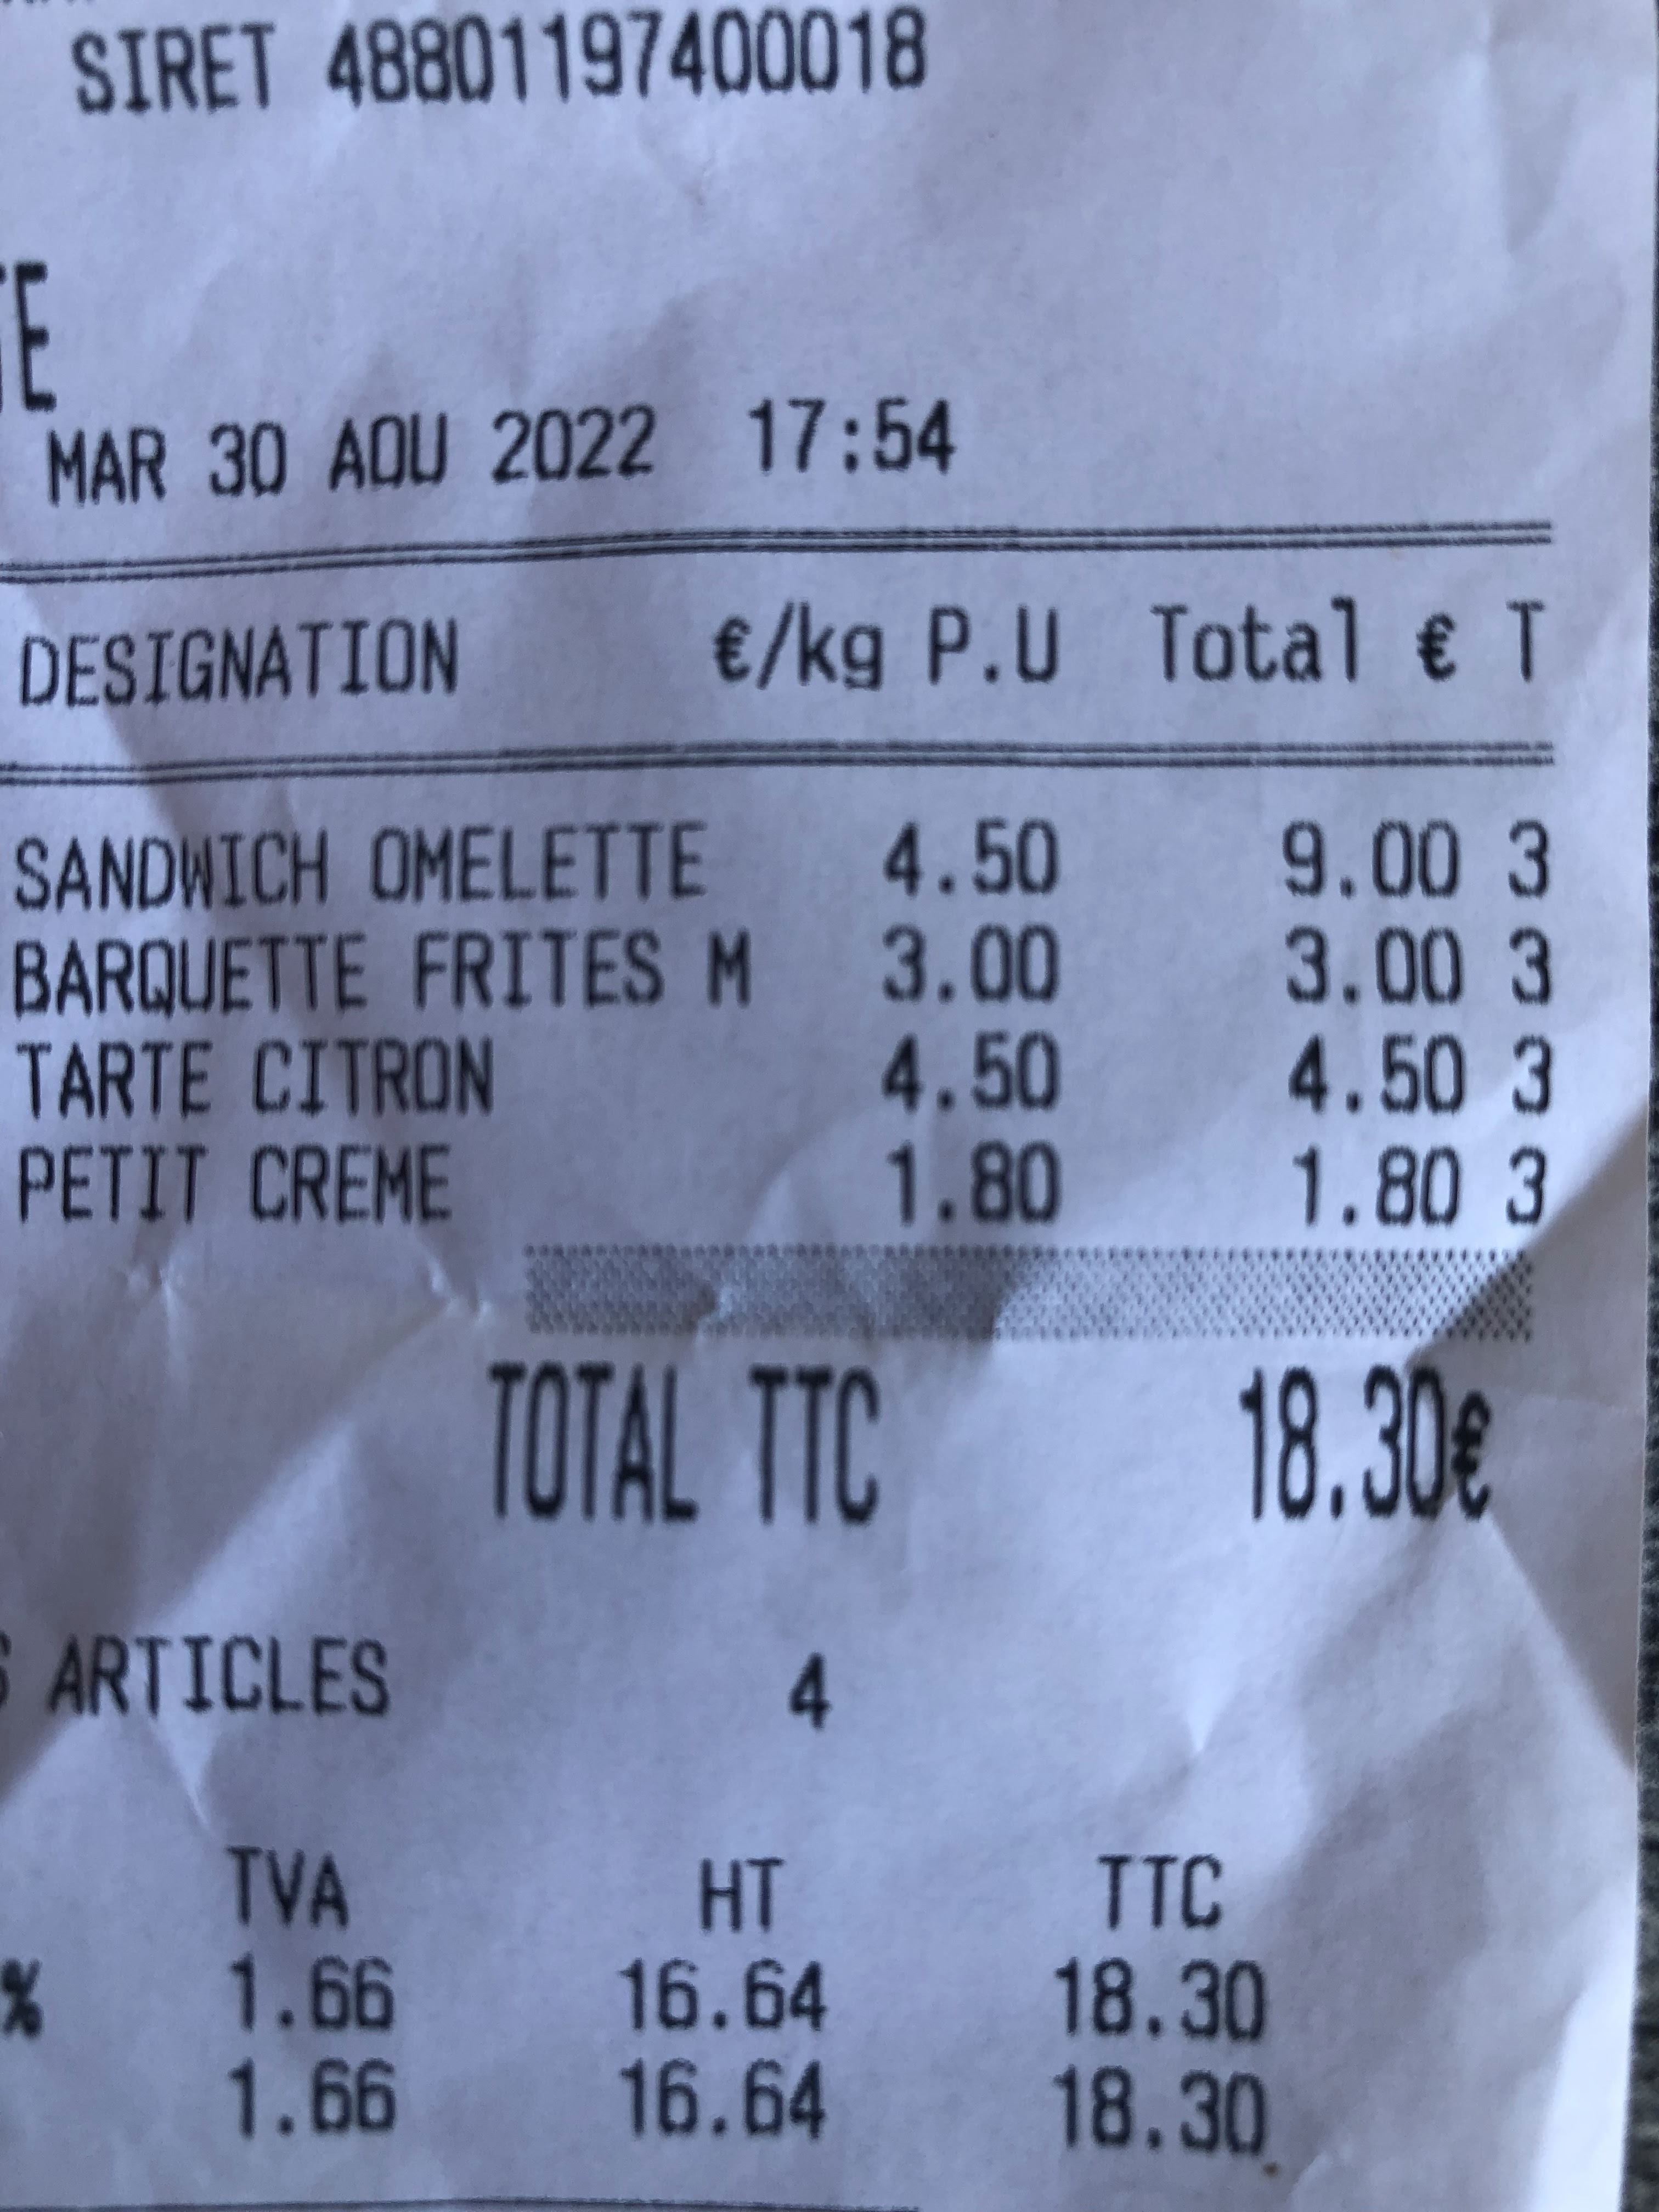 SIRET 48801197400018
MAR 30 AOU 2022 17:54
DESIGNATION €/kg P.U Total € T
SANDWICH OMELETTE 4.50 9.00 3
BARQUETTE FRITES M 3.00 3.00 3
TARTE CITRON 4.50 4.50 3
PETIT CREME 1.80 1.80 3
TOTAL TTC 18.30€
ARTICLES 4
TVA HT TTC
% 1.66 16.64 18.30
1.66 16.64 18.30